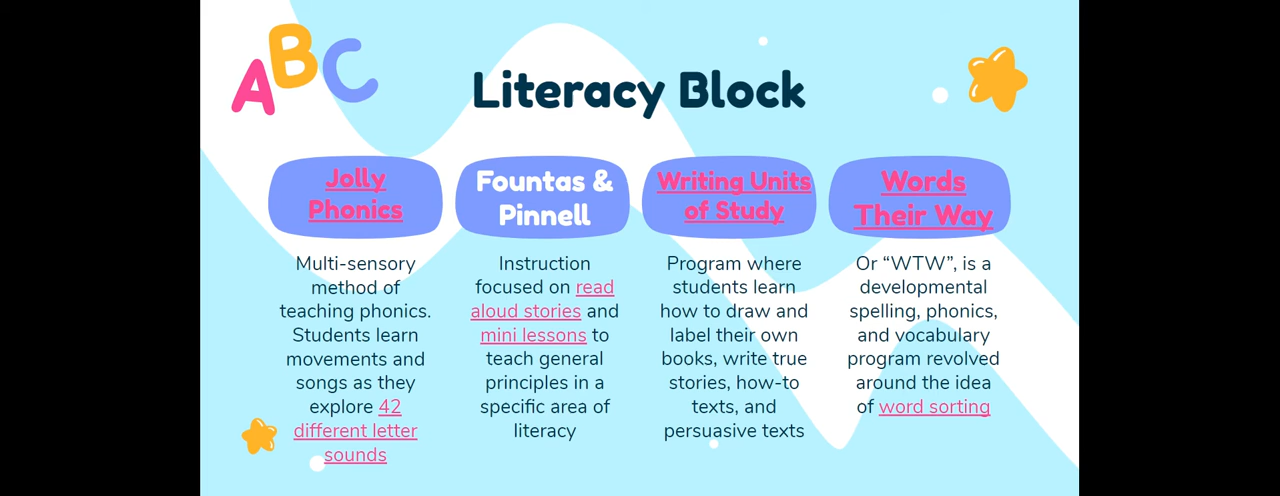 ABC
Literacy Block
Jolly
Phonics
Multi-sensory
method of
teaching phonics.
Students learn
movements and
songs as they
explore 42
different letter
sounds
Fountas &
Pinnell
Instruction
focused on read
aloud stories and
mini lessons to
teach general
principles in a
specific area of
literacy
Writing Units
of Study
Program where
students learn
how to draw and
label their own
books, write true
stories, how-to
texts, and
persuasive texts
Words
Their Way
Or “WTW”, is a
developmental
spelling, phonics,
and vocabulary
program revolved
around the idea
of word sorting